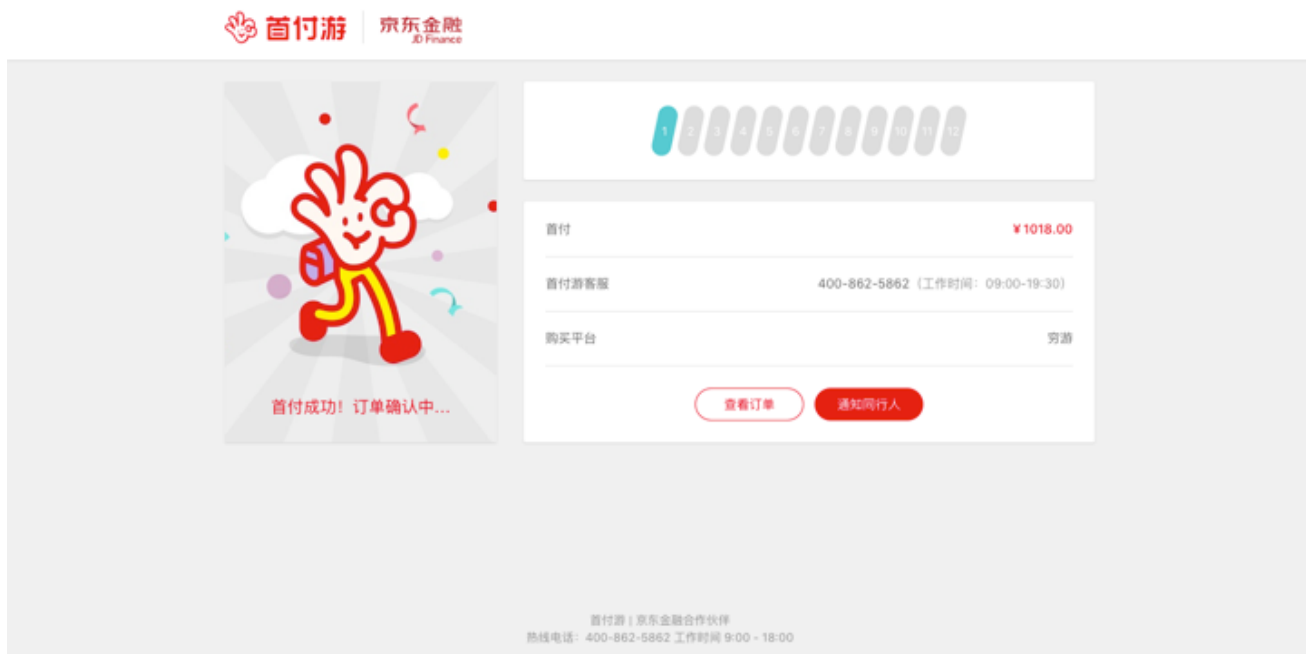 首付游 京东金融
JD Finance
1 2 3 4 5 6 7 8 9 10 11 12
首付 ¥1018.00
首付游客服 400-862-5862（工作时间：09:00-19:30）
购买平台 穷游
查看订单 通知同行人
首付成功！订单确认中...
首付游 | 京东金融合作伙伴
热线电话：400-862-5862 工作时间 9:00 - 18:00